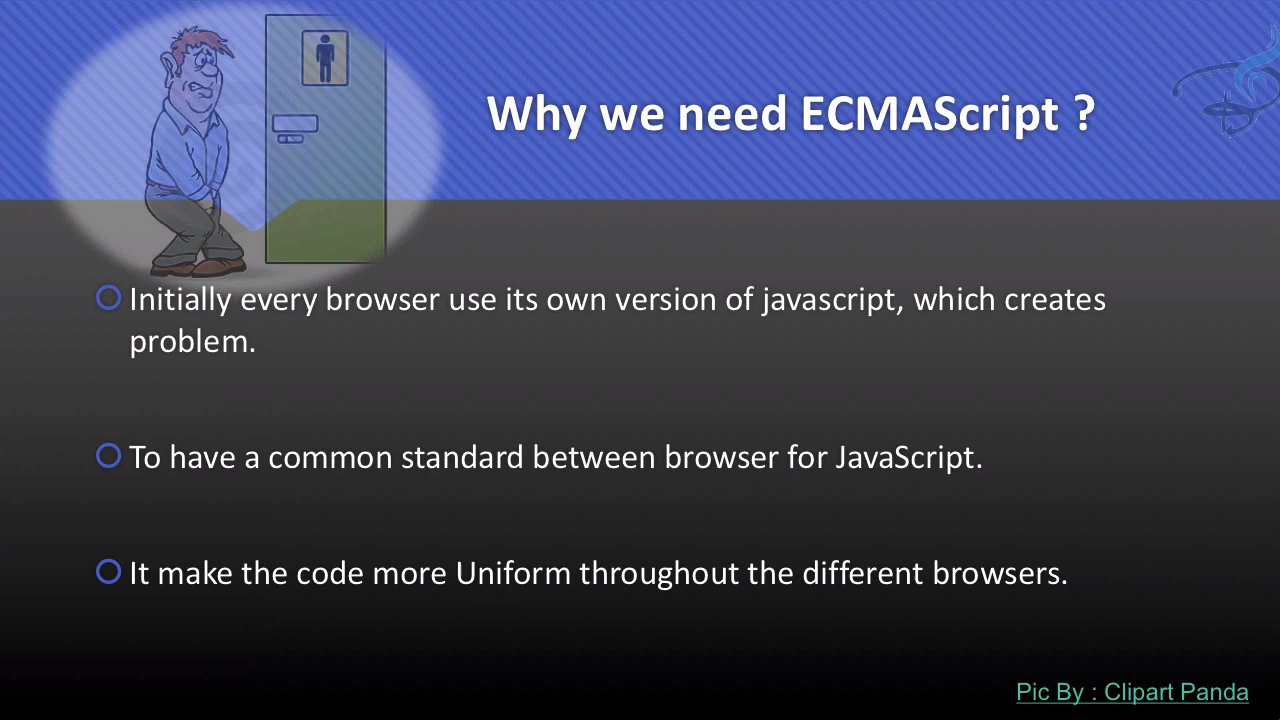 Why we need ECMAScript ?
Initially every browser use its own version of javascript, which creates
problem.
To have a common standard between browser for JavaScript.
It make the code more Uniform throughout the different browsers.
Pic By : Clipart Panda